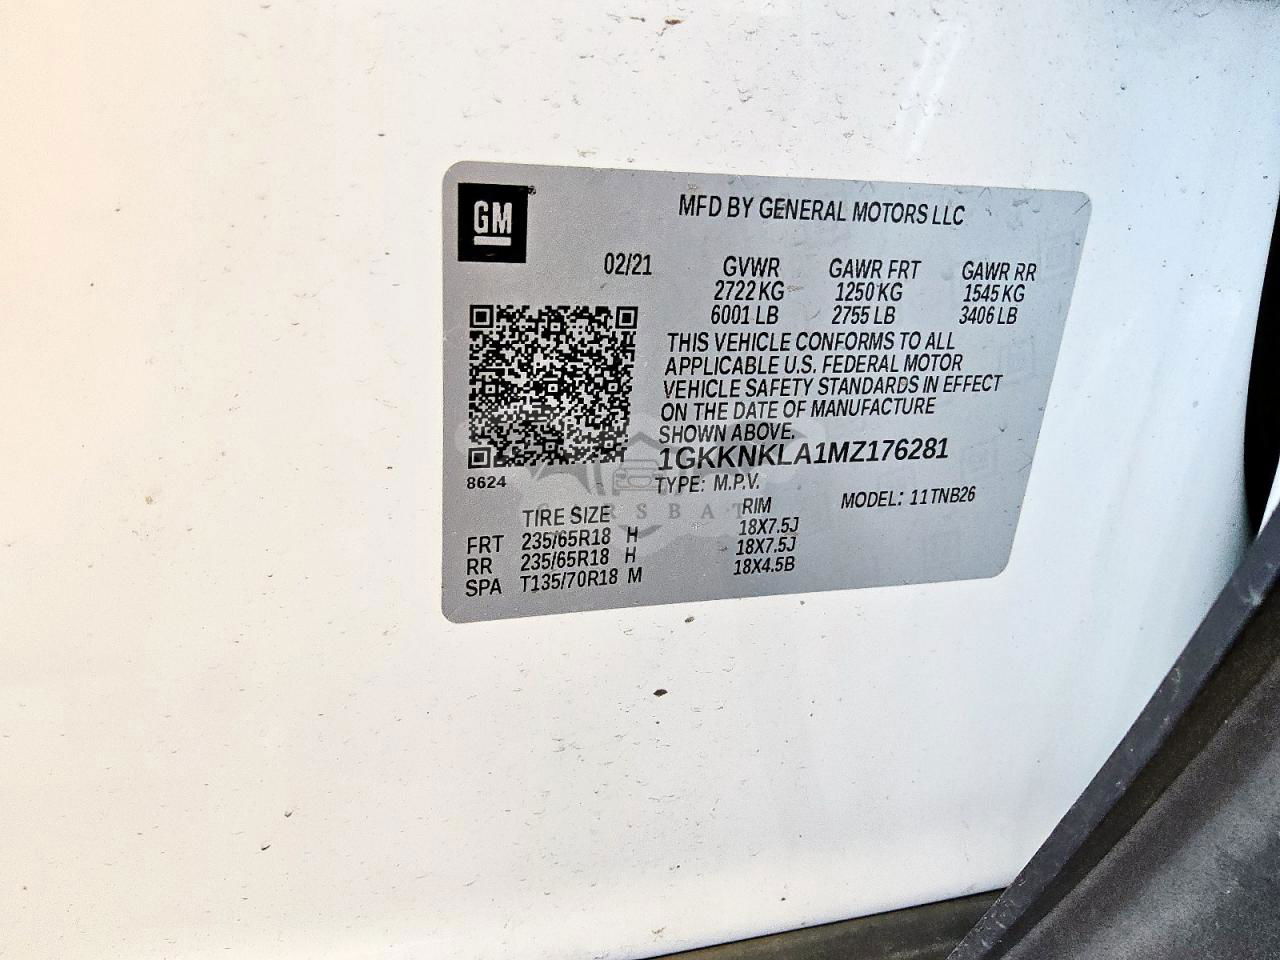 GM
MFD BY GENERAL MOTORS LLC
02/21
GVWR GAWR FRT GAWR RR
2722 KG 1250 KG 1545 KG
6001 LB 2755 LB 3406 LB
THIS VEHICLE CONFORMS TO ALL
APPLICABLE U.S. FEDERAL MOTOR
VEHICLE SAFETY STANDARDS IN EFFECT
ON THE DATE OF MANUFACTURE
SHOWN ABOVE.
1GKKNKLA1MZ176281
8624
TYPE: M.P.V. MODEL: 11TNB26
TIRE SIZE RIM
FRT 235/65R18 H 18X7.5J
RR 235/65R18 H 18X7.5J
SPA T135/70R18 M 18X4.5B